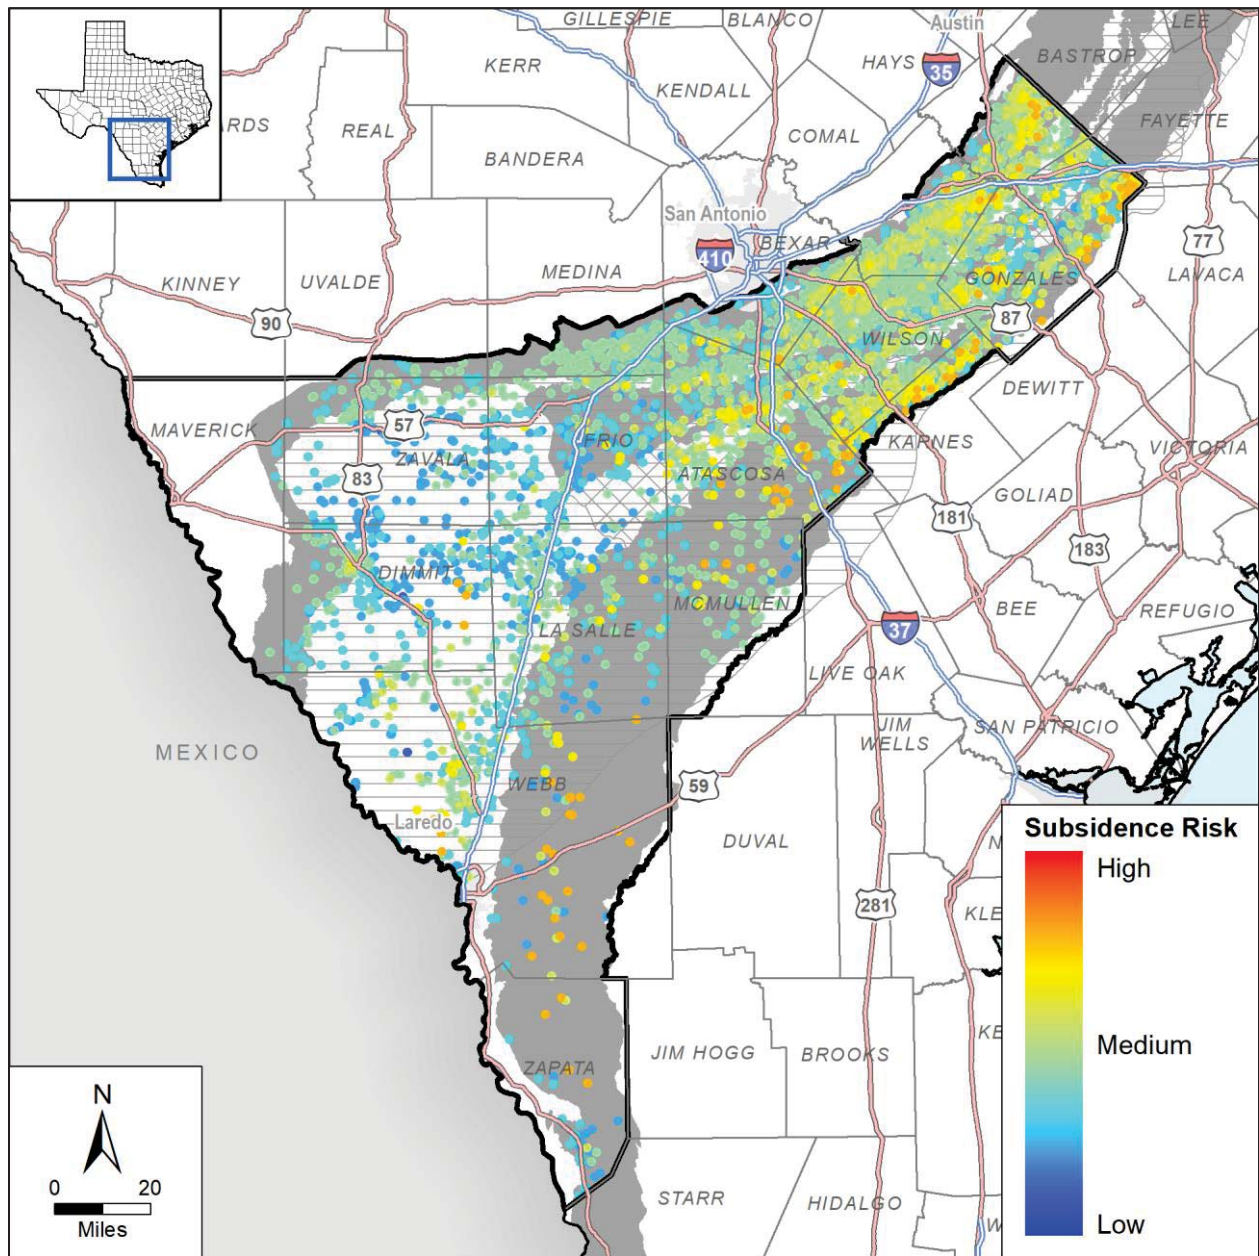 GILLESPIE
BLANCO
Austin
LEE
KERR
HAYS
35
BASTROP
KENDALL
FAYETTE
ARDS
REAL
COMAL
BANDERA
San Antonio
BEXAR
410
77
LAVACA
KINNEY
UVALDE
MEDINA
GONZALES
90
87
WILSON
DEWITT
MAVERICK
57
FRIO
KARNES
VICTORIA
ZAVALA
83
ATASCOSA
GOLIAD
181
183
DIMMIT
MCMULLEN
BEE
REFUGIO
LA SALLE
37
LIVE OAK
MEXICO
JIM
WELLS
SAN PATRICIO
WEBB
59
Laredo
DUVAL
N
281
KLE
KE
ZAPATA
JIM HOGG
BROOKS
STARR
HIDALGO
W
Subsidence Risk
High
Medium
Low
N
0 20
Miles